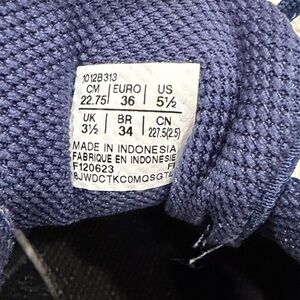 1012B313
CM EURO US
22.75 36 5½
UK BR CN
3½ 34 227.5(2.5)
MADE IN INDONESIA
FABRIQUE EN INDONESIE
F120623